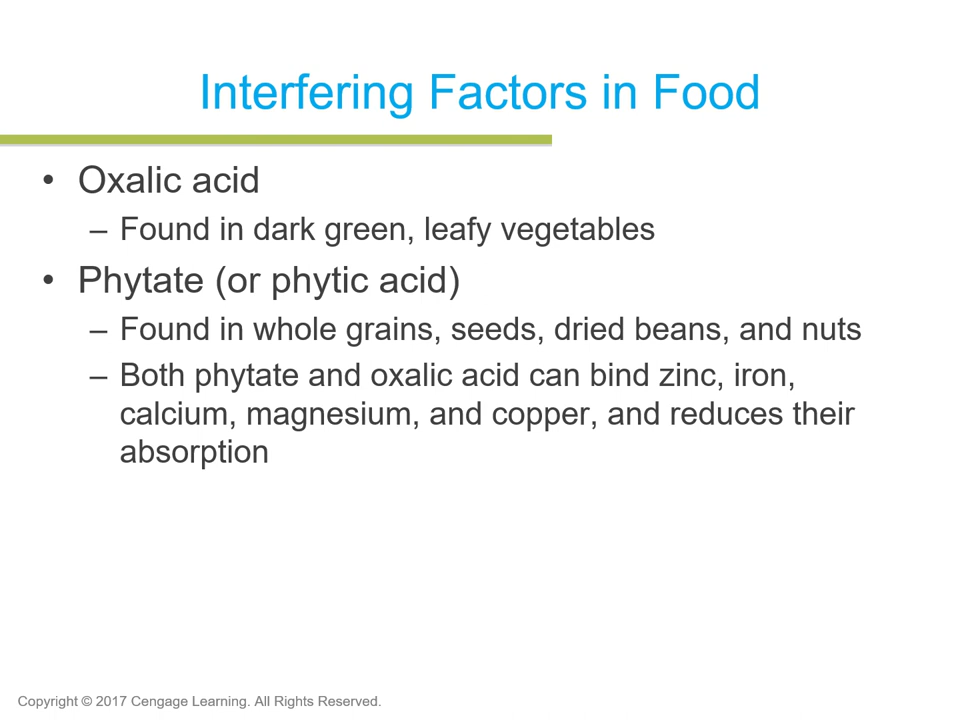 Interfering Factors in Food
• Oxalic acid
– Found in dark green, leafy vegetables
• Phytate (or phytic acid)
– Found in whole grains, seeds, dried beans, and nuts
– Both phytate and oxalic acid can bind zinc, iron,
calcium, magnesium, and copper, and reduces their
absorption
Copyright © 2017 Cengage Learning. All Rights Reserved.